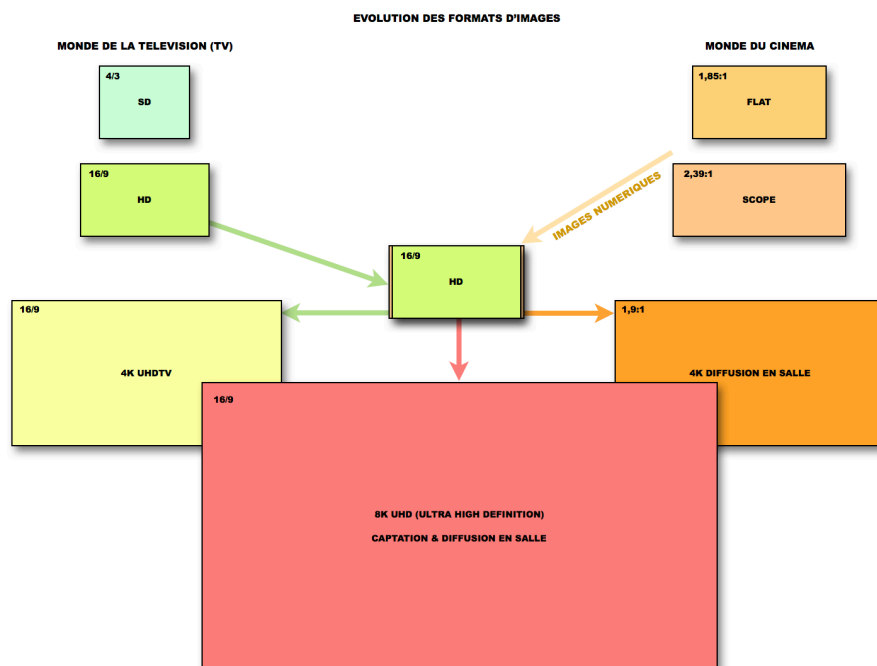 EVOLUTION DES FORMATS D'IMAGES
MONDE DE LA TELEVISION (TV)
MONDE DU CINEMA
4/3
SD
1,85:1
FLAT
16/9
HD
2,39:1
SCOPE
IMAGES NUMERIQUES
16/9
HD
16/9
4K UHDTV
1,9:1
4K DIFFUSION EN SALLE
16/9
8K UHD (ULTRA HIGH DEFINITION)
CAPTATION & DIFFUSION EN SALLE